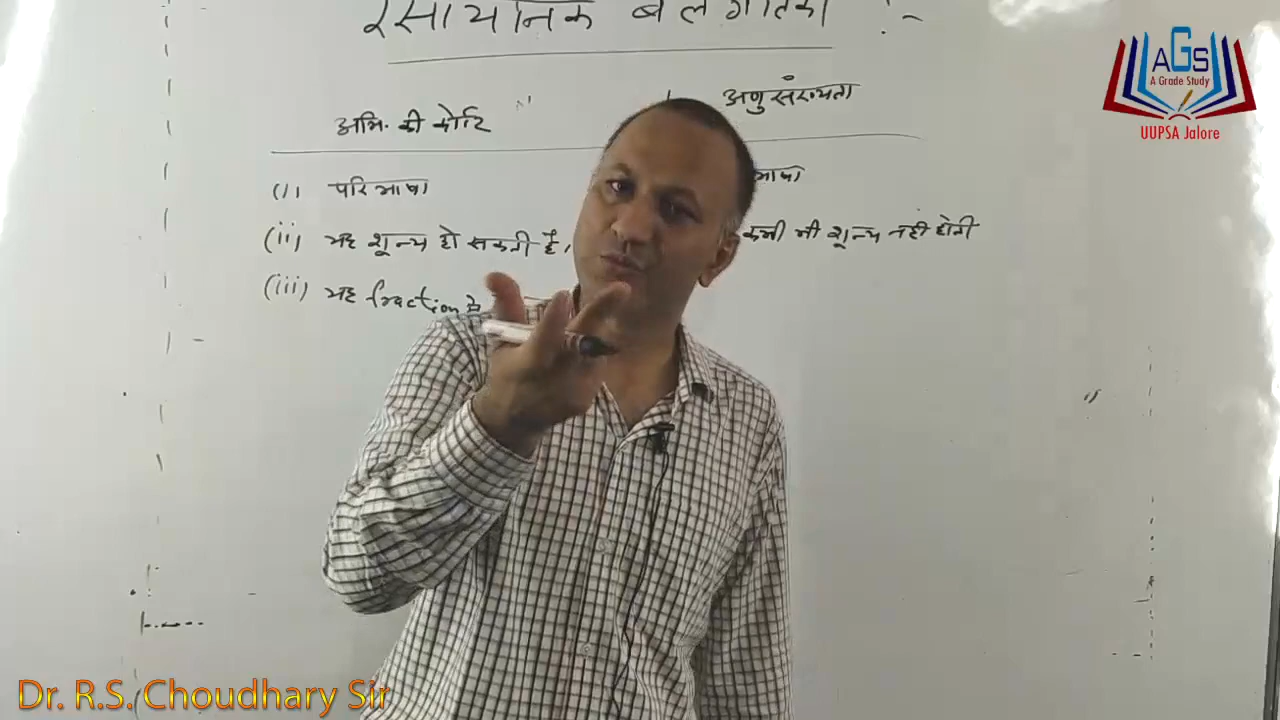 रसायनिक बलगतिकी :-
अभि. की कोटि
अणुसंख्यता
(i) परिभाषा
भाषा
(ii) यह शून्य हो सकती है,
कभी भी शून्य नहीं होती
(iii) यह fraction में
AGS
A Grade Study
UUPSA Jalore
Dr. R.S. Choudhary Sir